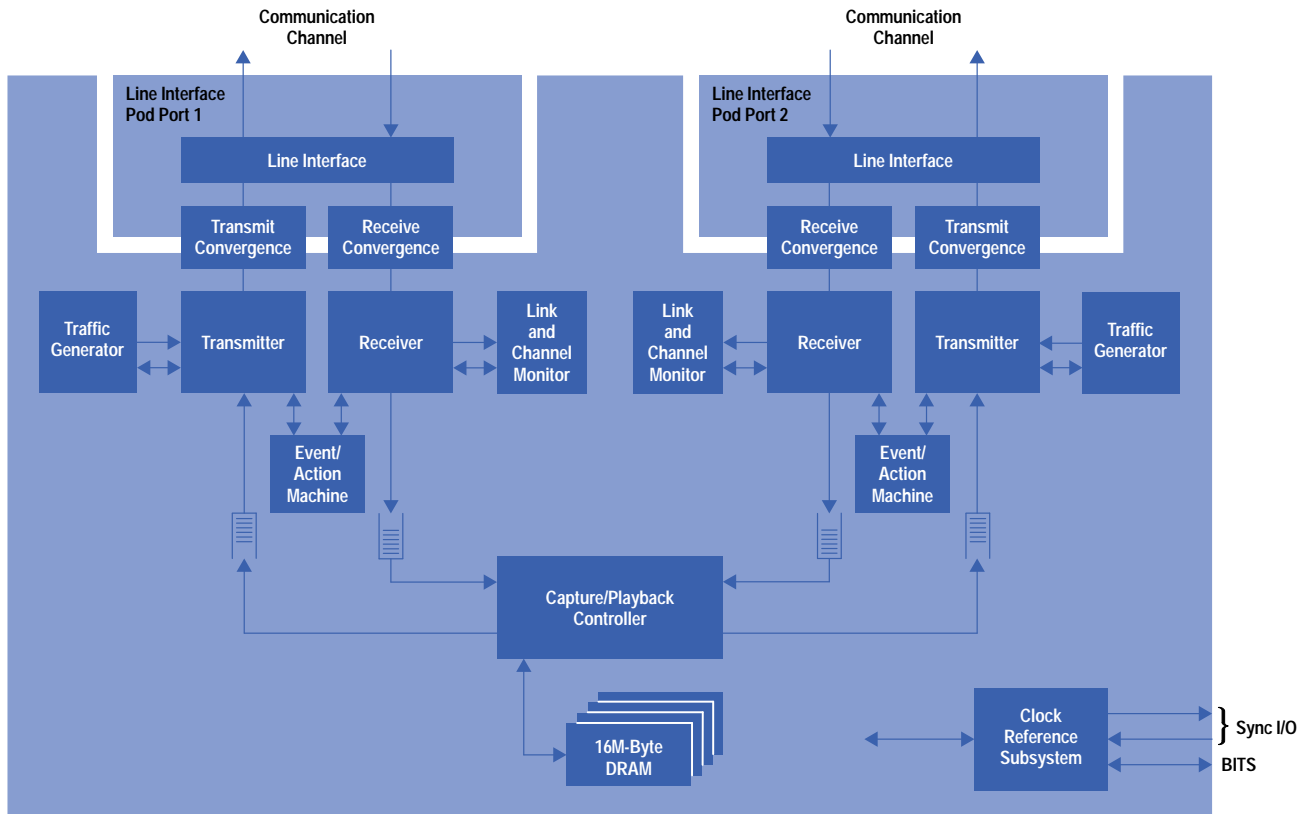 Communication
Channel
Communication
Channel
Line Interface
Pod Port 1
Line Interface
Pod Port 2
Line Interface
Line Interface
Transmit
Convergence
Receive
Convergence
Receive
Convergence
Transmit
Convergence
Traffic
Generator
Transmitter
Receiver
Link
and
Channel
Monitor
Link
and
Channel
Monitor
Receiver
Transmitter
Traffic
Generator
Event/
Action
Machine
Event/
Action
Machine
Capture/Playback
Controller
16M-Byte
DRAM
Clock
Reference
Subsystem
Sync I/O
BITS